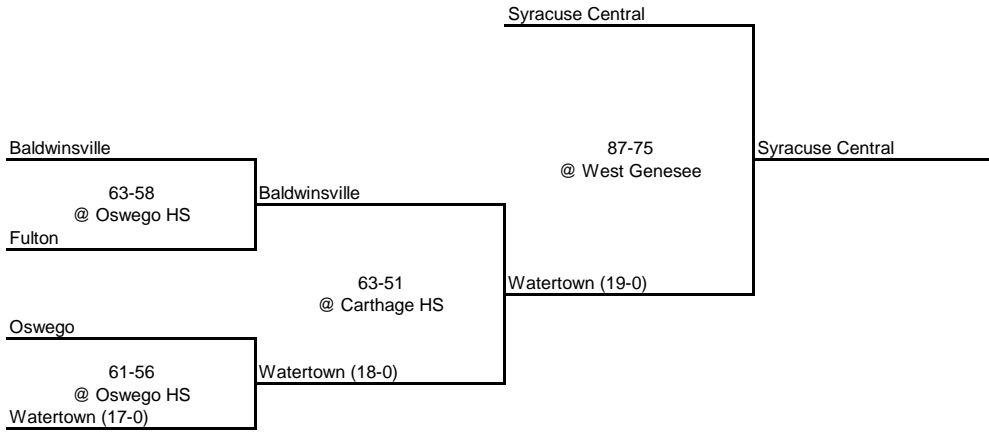 Syracuse Central
Baldwinsville
87-75
@ West Genesee
Syracuse Central
63-58
@ Oswego HS
Baldwinsville
Fulton
63-51
@ Carthage HS
Watertown (19-0)
Oswego
61-56
@ Oswego HS
Watertown (18-0)
Watertown (17-0)